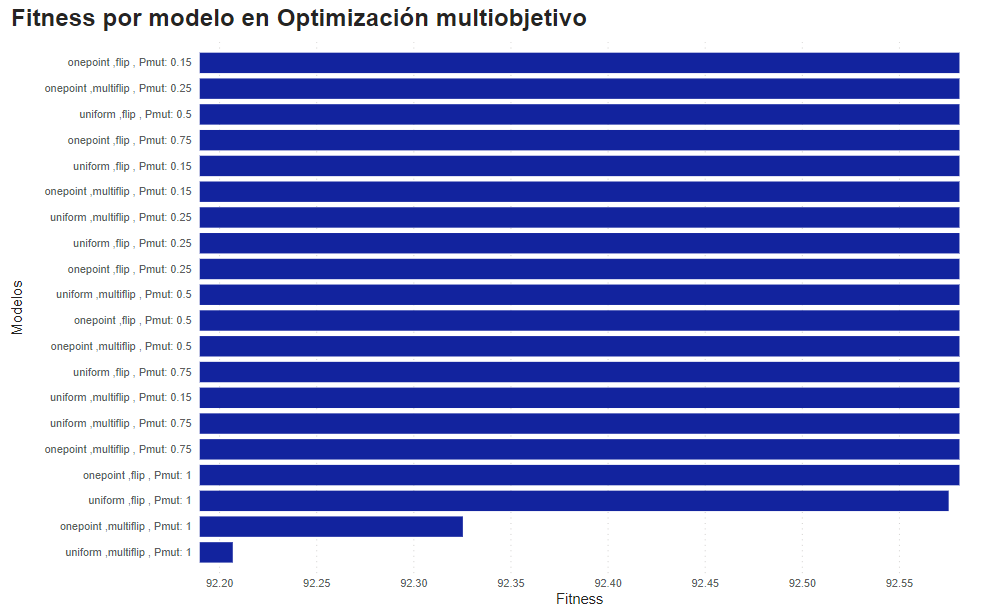 Fitness por modelo en Optimización multiobjetivo
onepoint ,flip , Pmut: 0.15
onepoint ,multiflip , Pmut: 0.25
uniform ,flip , Pmut: 0.5
onepoint ,flip , Pmut: 0.75
uniform ,flip , Pmut: 0.15
onepoint ,multiflip , Pmut: 0.15
uniform ,multiflip , Pmut: 0.25
uniform ,flip , Pmut: 0.25
onepoint ,flip , Pmut: 0.25
uniform ,multiflip , Pmut: 0.5
onepoint ,flip , Pmut: 0.5
onepoint ,multiflip , Pmut: 0.5
uniform ,flip , Pmut: 0.75
uniform ,multiflip , Pmut: 0.15
uniform ,multiflip , Pmut: 0.75
onepoint ,multiflip , Pmut: 0.75
onepoint ,flip , Pmut: 1
uniform ,flip , Pmut: 1
onepoint ,multiflip , Pmut: 1
uniform ,multiflip , Pmut: 1
Modelos
92.20 92.25 92.30 92.35 92.40 92.45 92.50 92.55
Fitness